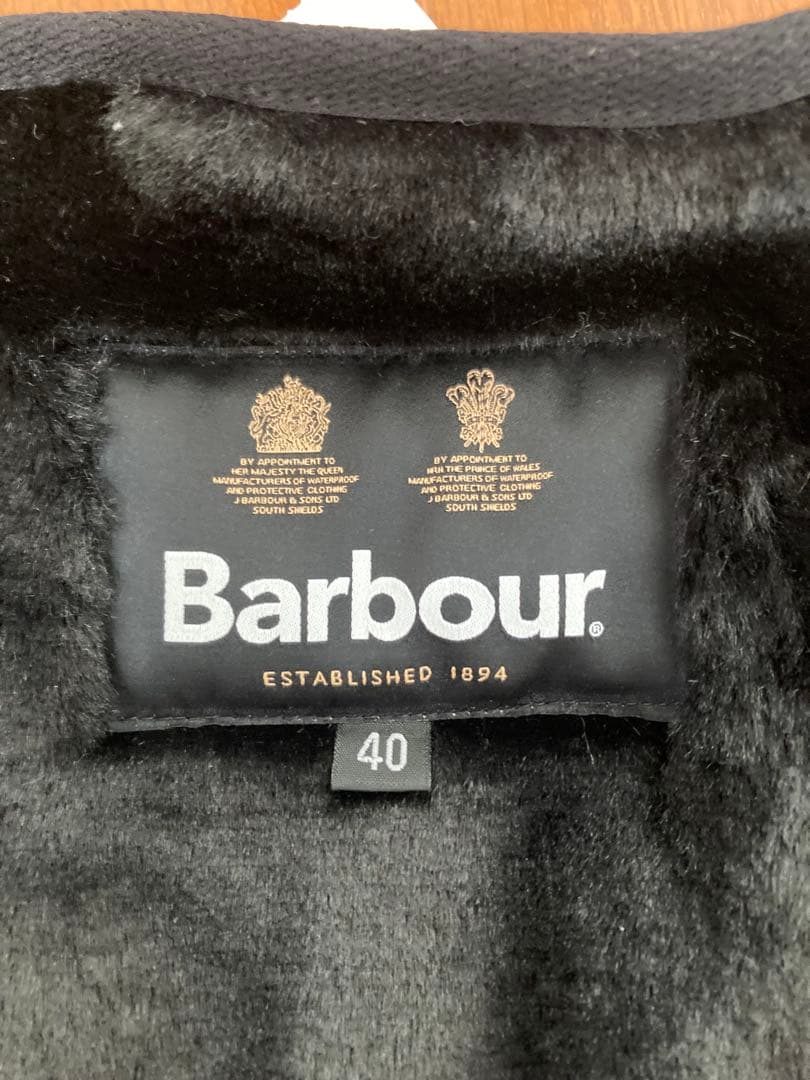 BY APPOINTMENT TO
HER MAJESTY THE QUEEN
MANUFACTURERS OF WATERPROOF
AND PROTECTIVE CLOTHING
J BARBOUR & SONS LTD
SOUTH SHIELDS
BY APPOINTMENT TO
HRH THE PRINCE OF WALES
MANUFACTURERS OF WATERPROOF
AND PROTECTIVE CLOTHING
J BARBOUR & SONS LTD
SOUTH SHIELDS
Barbour®
ESTABLISHED 1894
40